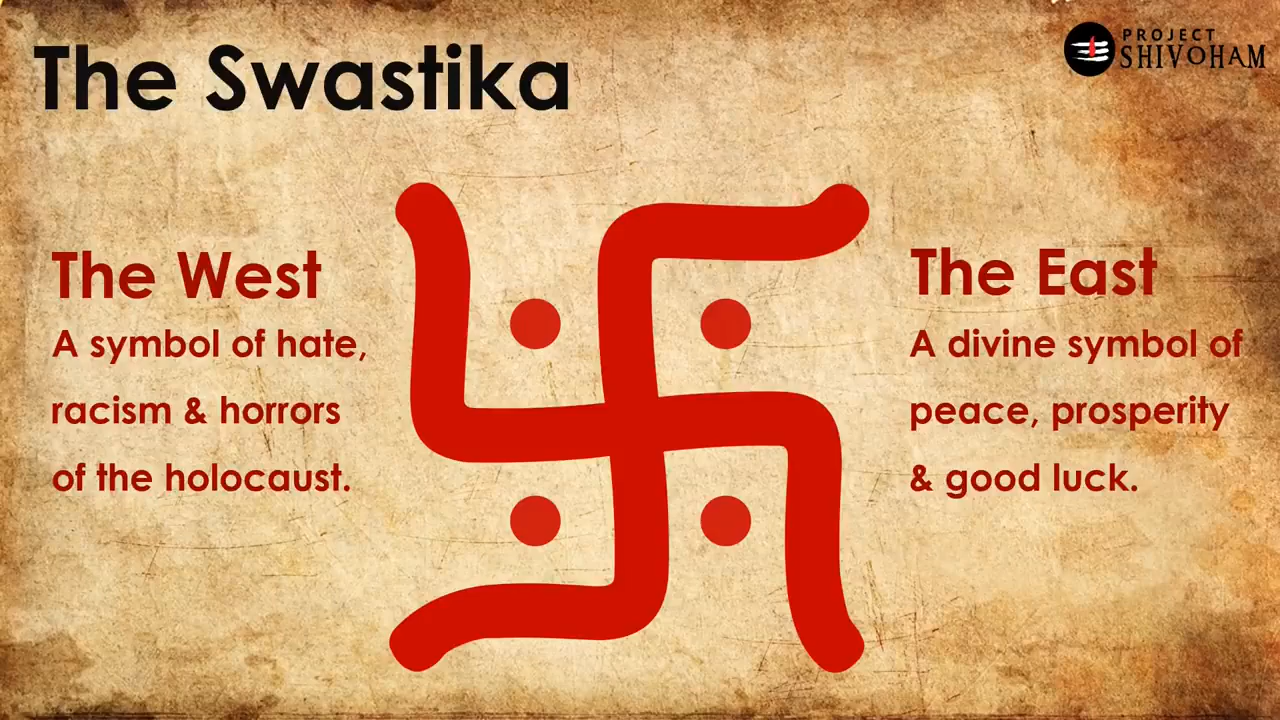 The Swastika
PROJECT
SHIVOHAM
The West
A symbol of hate,
racism & horrors
of the holocaust.
The East
A divine symbol of
peace, prosperity
& good luck.